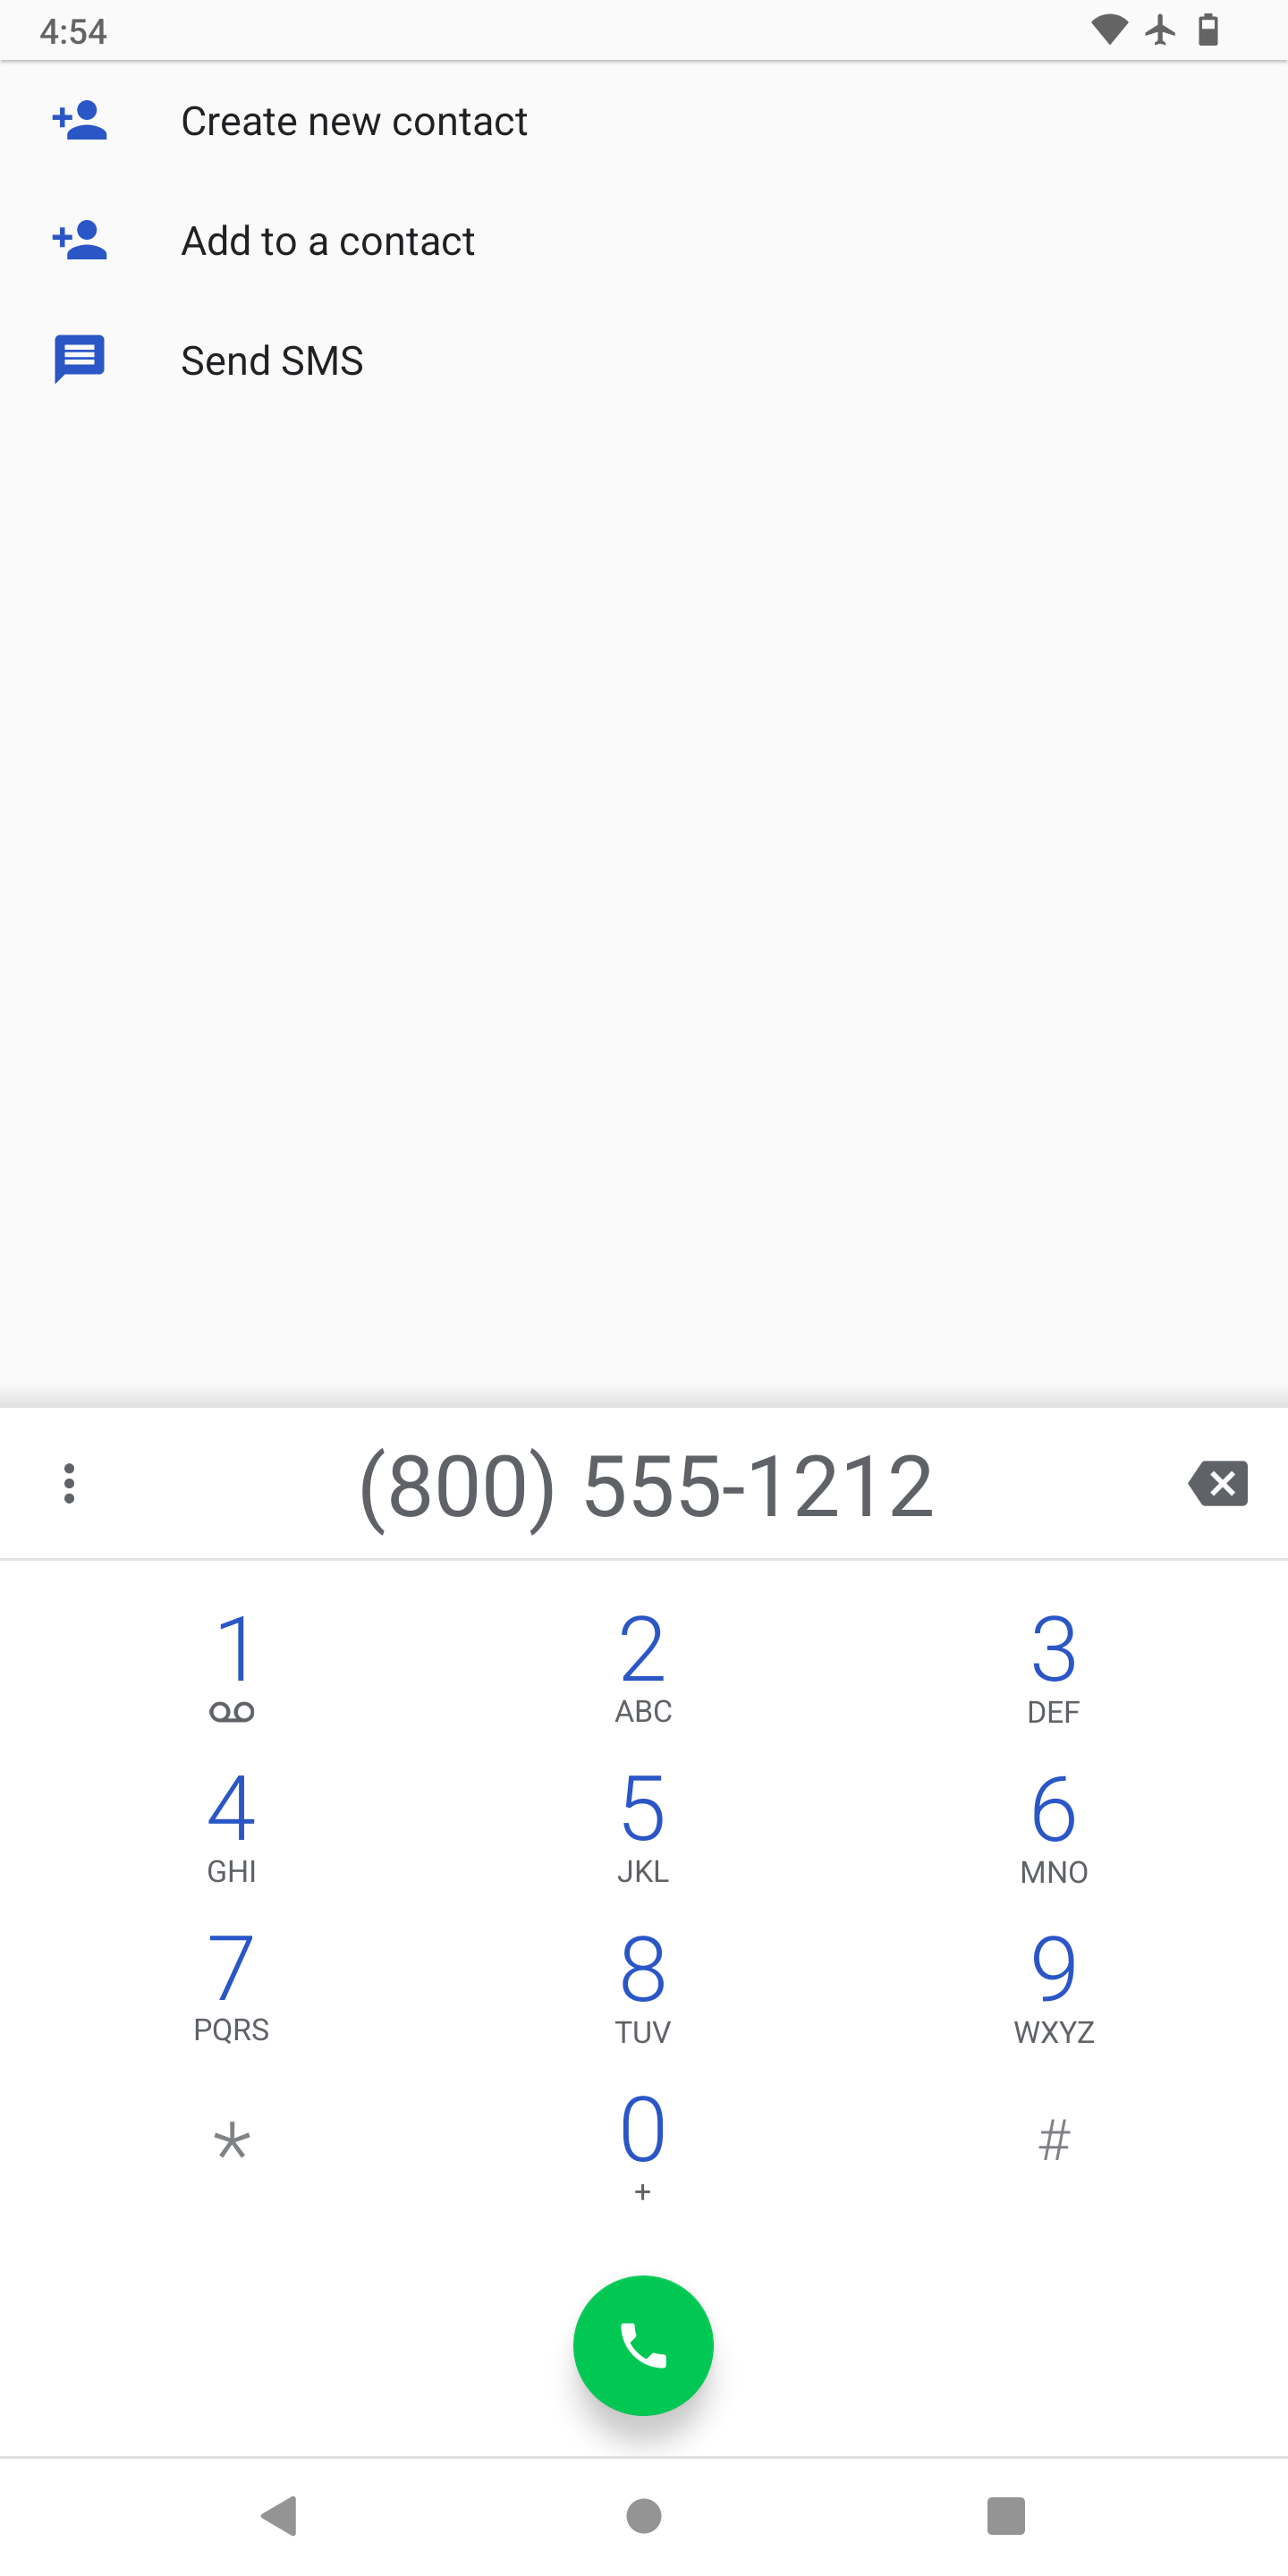 4:54
Create new contact
Add to a contact
Send SMS
(800) 555-1212
1 2 3
ABC DEF
4 5 6
GHI JKL MNO
7 8 9
PQRS TUV WXYZ
* 0 #
+